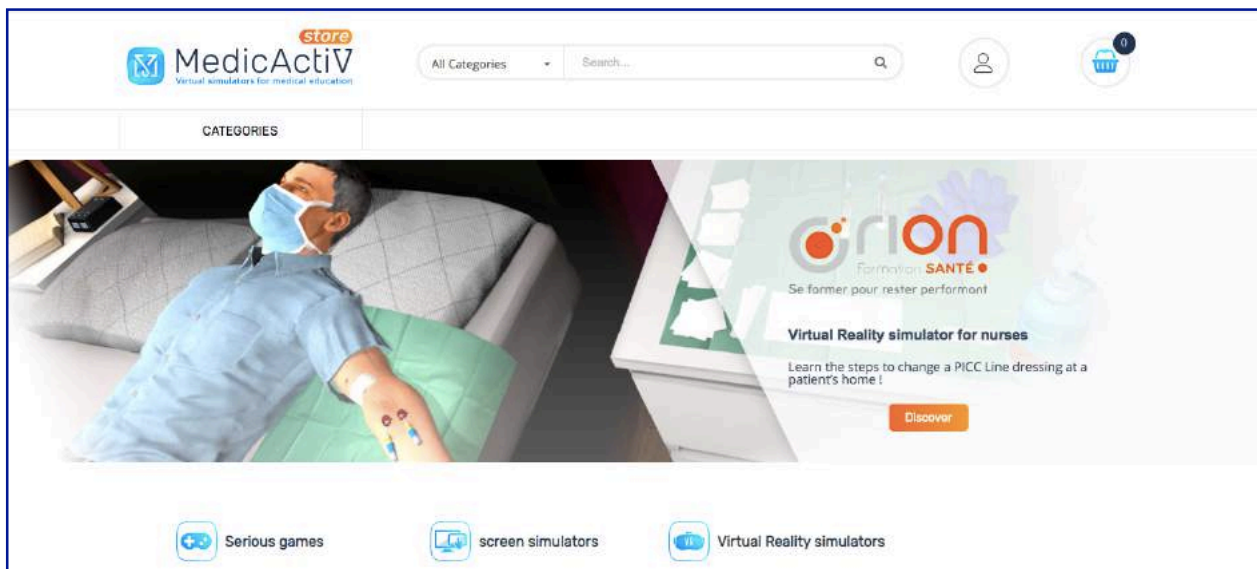 store
MedicActiV
Virtual simulators for medical education
All Categories
Search...
0
CATEGORIES
orion
Formation SANTÉ
Se former pour rester performant
Virtual Reality simulator for nurses
Learn the steps to change a PICC Line dressing at a
patient's home !
Discover
Serious games
screen simulators
Virtual Reality simulators